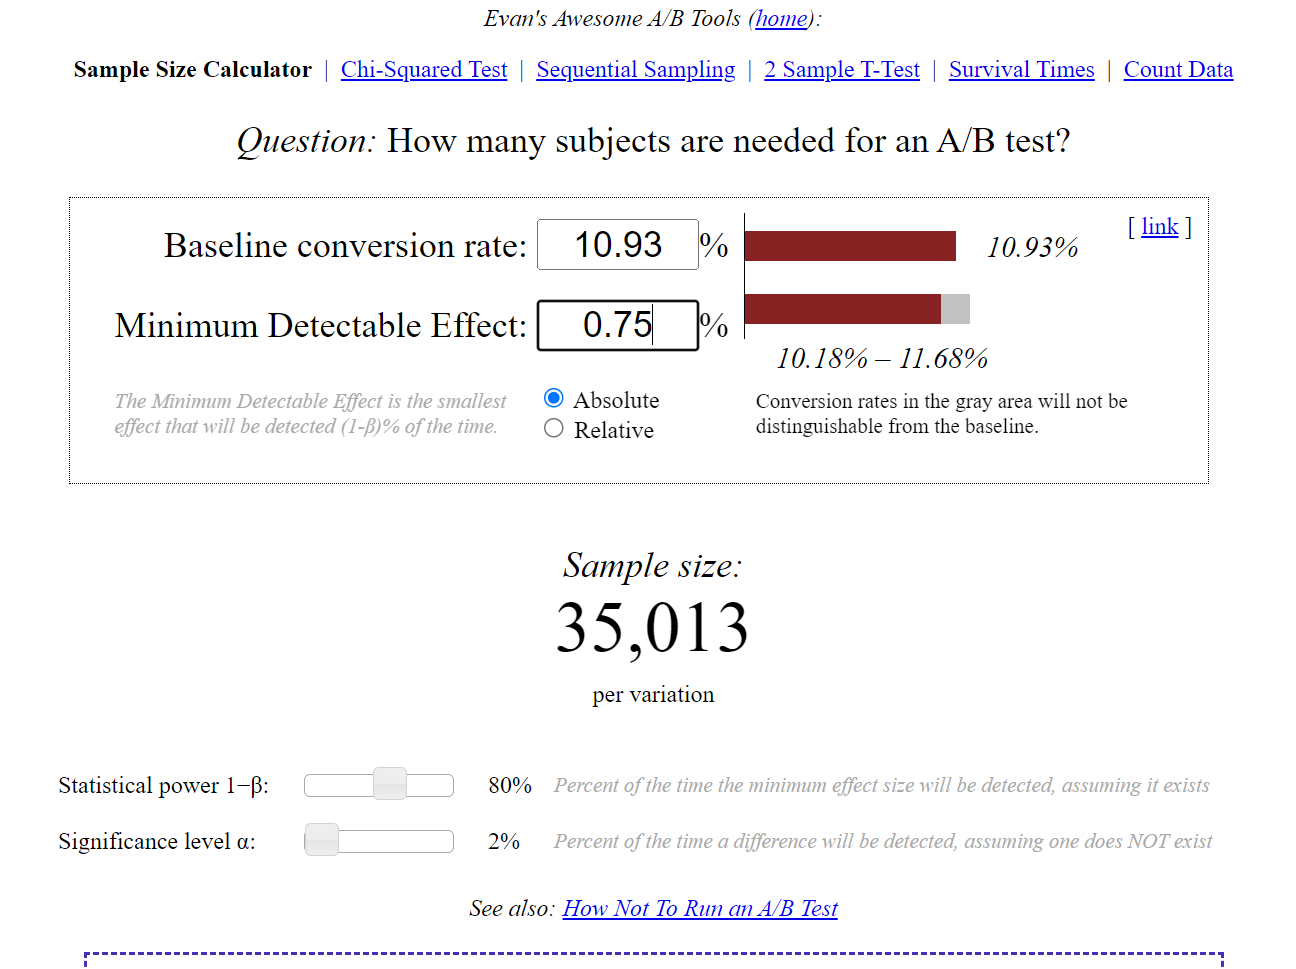 Evan's Awesome A/B Tools (home):
Sample Size Calculator | Chi-Squared Test | Sequential Sampling | 2 Sample T-Test | Survival Times | Count Data
Question: How many subjects are needed for an A/B test?
Baseline conversion rate: 10.93 % 10.93% [ link ]
Minimum Detectable Effect: 0.75 %
10.18% – 11.68%
The Minimum Detectable Effect is the smallest
effect that will be detected (1-β)% of the time.
Absolute
Relative
Conversion rates in the gray area will not be
distinguishable from the baseline.
Sample size:
35,013
per variation
Statistical power 1−β: 80% Percent of the time the minimum effect size will be detected, assuming it exists
Significance level α: 2% Percent of the time a difference will be detected, assuming one does NOT exist
See also: How Not To Run an A/B Test